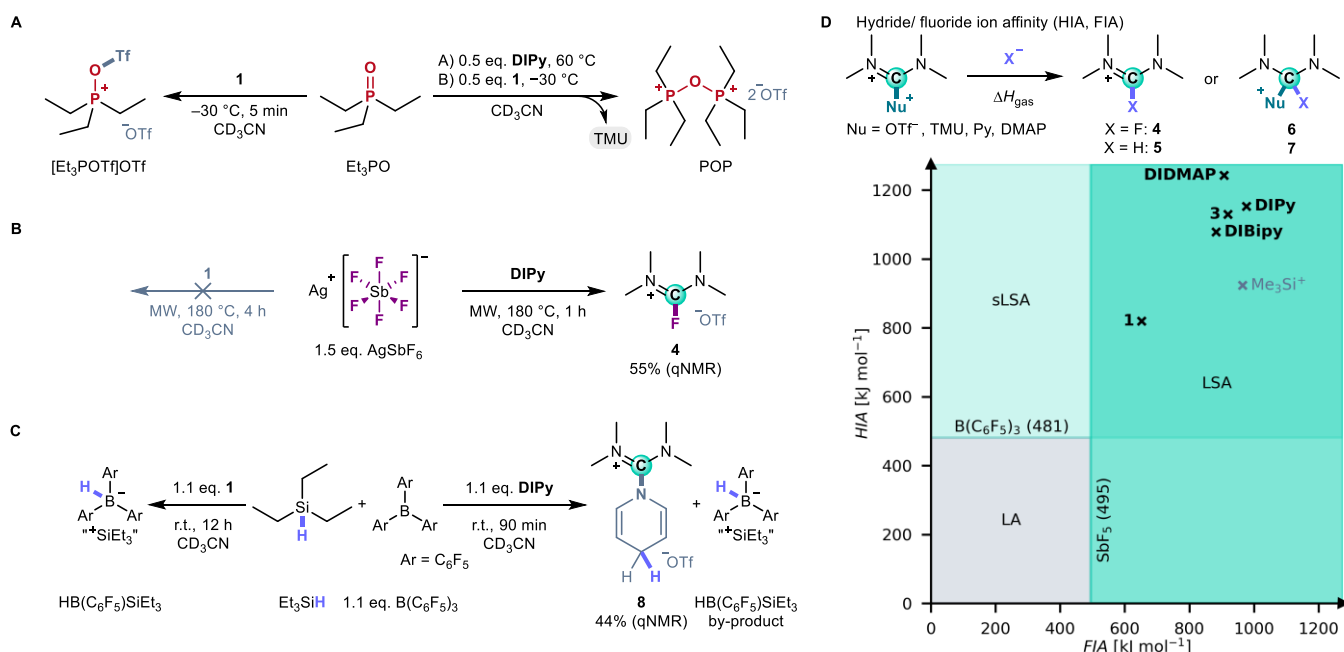 A
O
Tf
P
+
−OTf
[Et3POTf]OTf
1
−30 °C, 5 min
CD3CN
O
P
Et3PO
A) 0.5 eq. DIPy, 60 °C
B) 0.5 eq. 1, −30 °C
CD3CN
TMU
+
P
O
P
+
2−OTf
POP
B
1
MW, 180 °C, 4 h
CD3CN
Ag+
F
F
F
Sb
F
F
F
−
1.5 eq. AgSbF6
DIPy
MW, 180 °C, 1 h
CD3CN
N
+
N
C
F
−OTf
4
55% (qNMR)
C
Ar
H
B
−
Ar
Ar
"+SiEt3"
HB(C6F5)SiEt3
1.1 eq. 1
r.t., 12 h
CD3CN
Si
H
Et3SiH
+
Ar
B
Ar
Ar
Ar = C6F5
1.1 eq. B(C6F5)3
1.1 eq. DIPy
r.t., 90 min
CD3CN
N
+
N
C
N
H
H
−OTf
8
44% (qNMR)
+
Ar
H
B
−
Ar
Ar
"+SiEt3"
HB(C6F5)SiEt3
by-product
D
Hydride/ fluoride ion affinity (HIA, FIA)
N
+
N
C
Nu
Nu = OTf−, TMU, Py, DMAP
X−
ΔHgas
N
+
N
C
X
X = F: 4
X = H: 5
or
N
N
C
+
Nu
X
6
7
HIA [kJ mol−1]
1200
1000
800
600
400
200
0
DIDMAP
3
DIPy
DIBipy
Me3Si+
1
sLSA
LSA
B(C6F5)3 (481)
LA
SbF5 (495)
0
200
400
600
800
1000
1200
FIA [kJ mol−1]